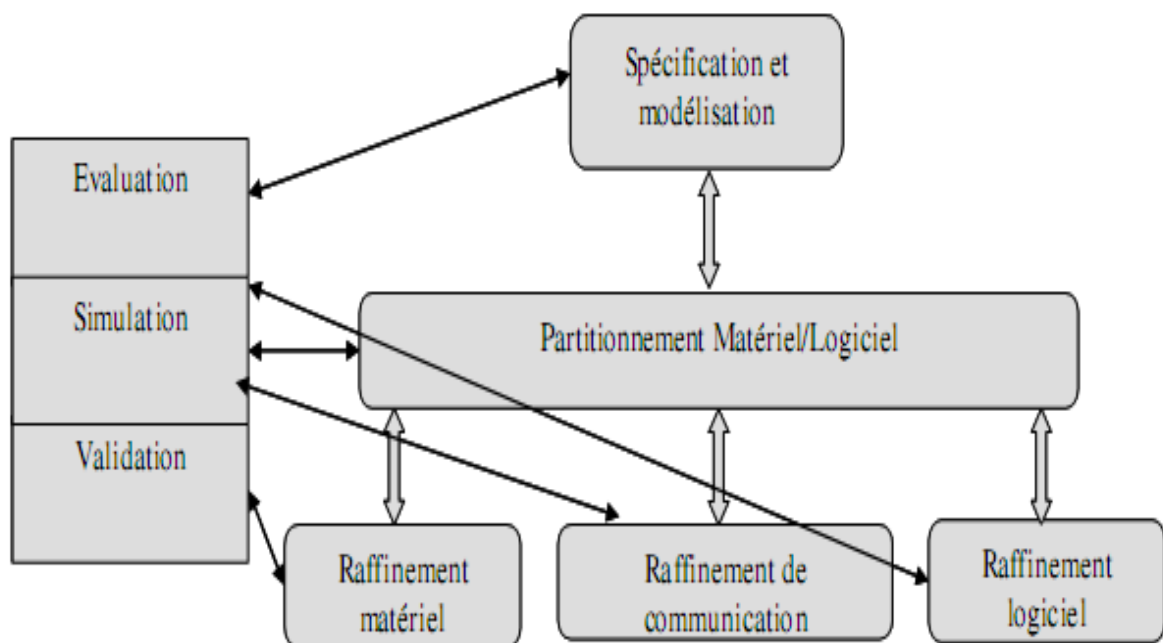 Spécification et
modélisation
Evaluation
Simulation
Validation
Partitionnement Matériel/Logiciel
Raffinement
matériel
Raffinement de
communication
Raffinement
logiciel